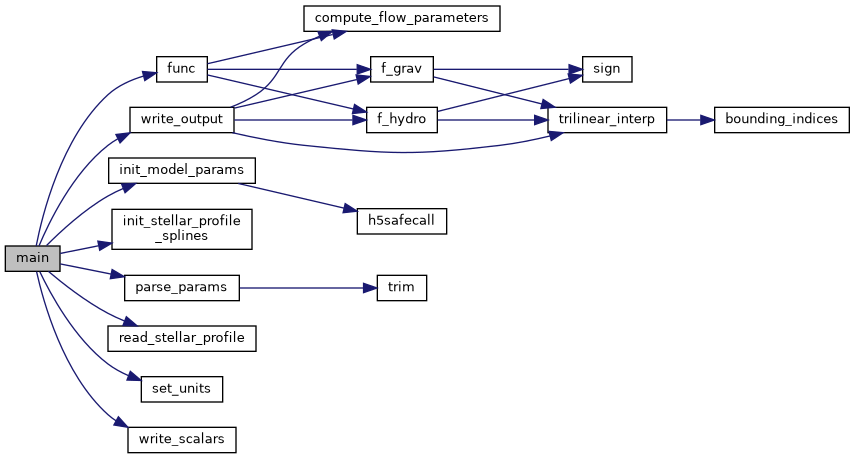 compute_flow_parameters
func
f_grav
sign
write_output
f_hydro
trilinear_interp
bounding_indices
init_model_params
h5safecall
init_stellar_profile
_splines
main
parse_params
trim
read_stellar_profile
set_units
write_scalars